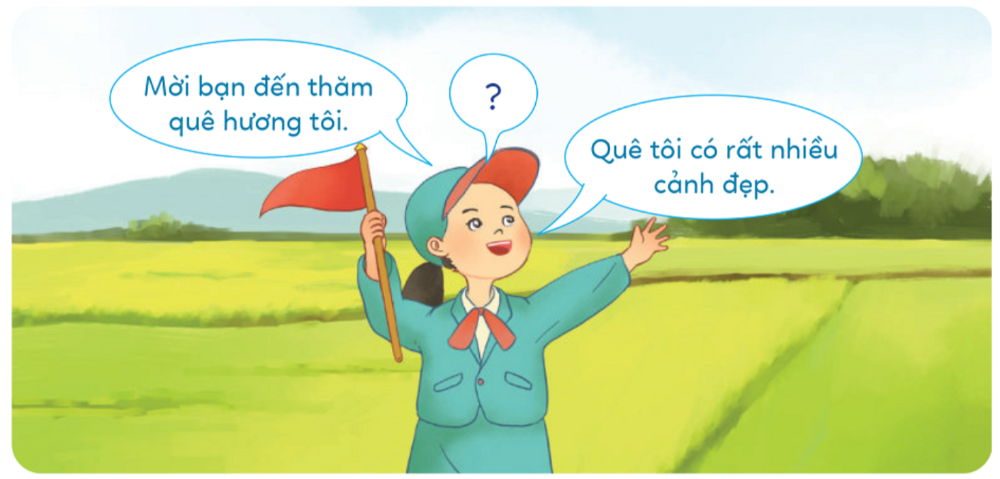 Mời bạn đến thăm
quê hương tôi.
?
Quê tôi có rất nhiều
cảnh đẹp.